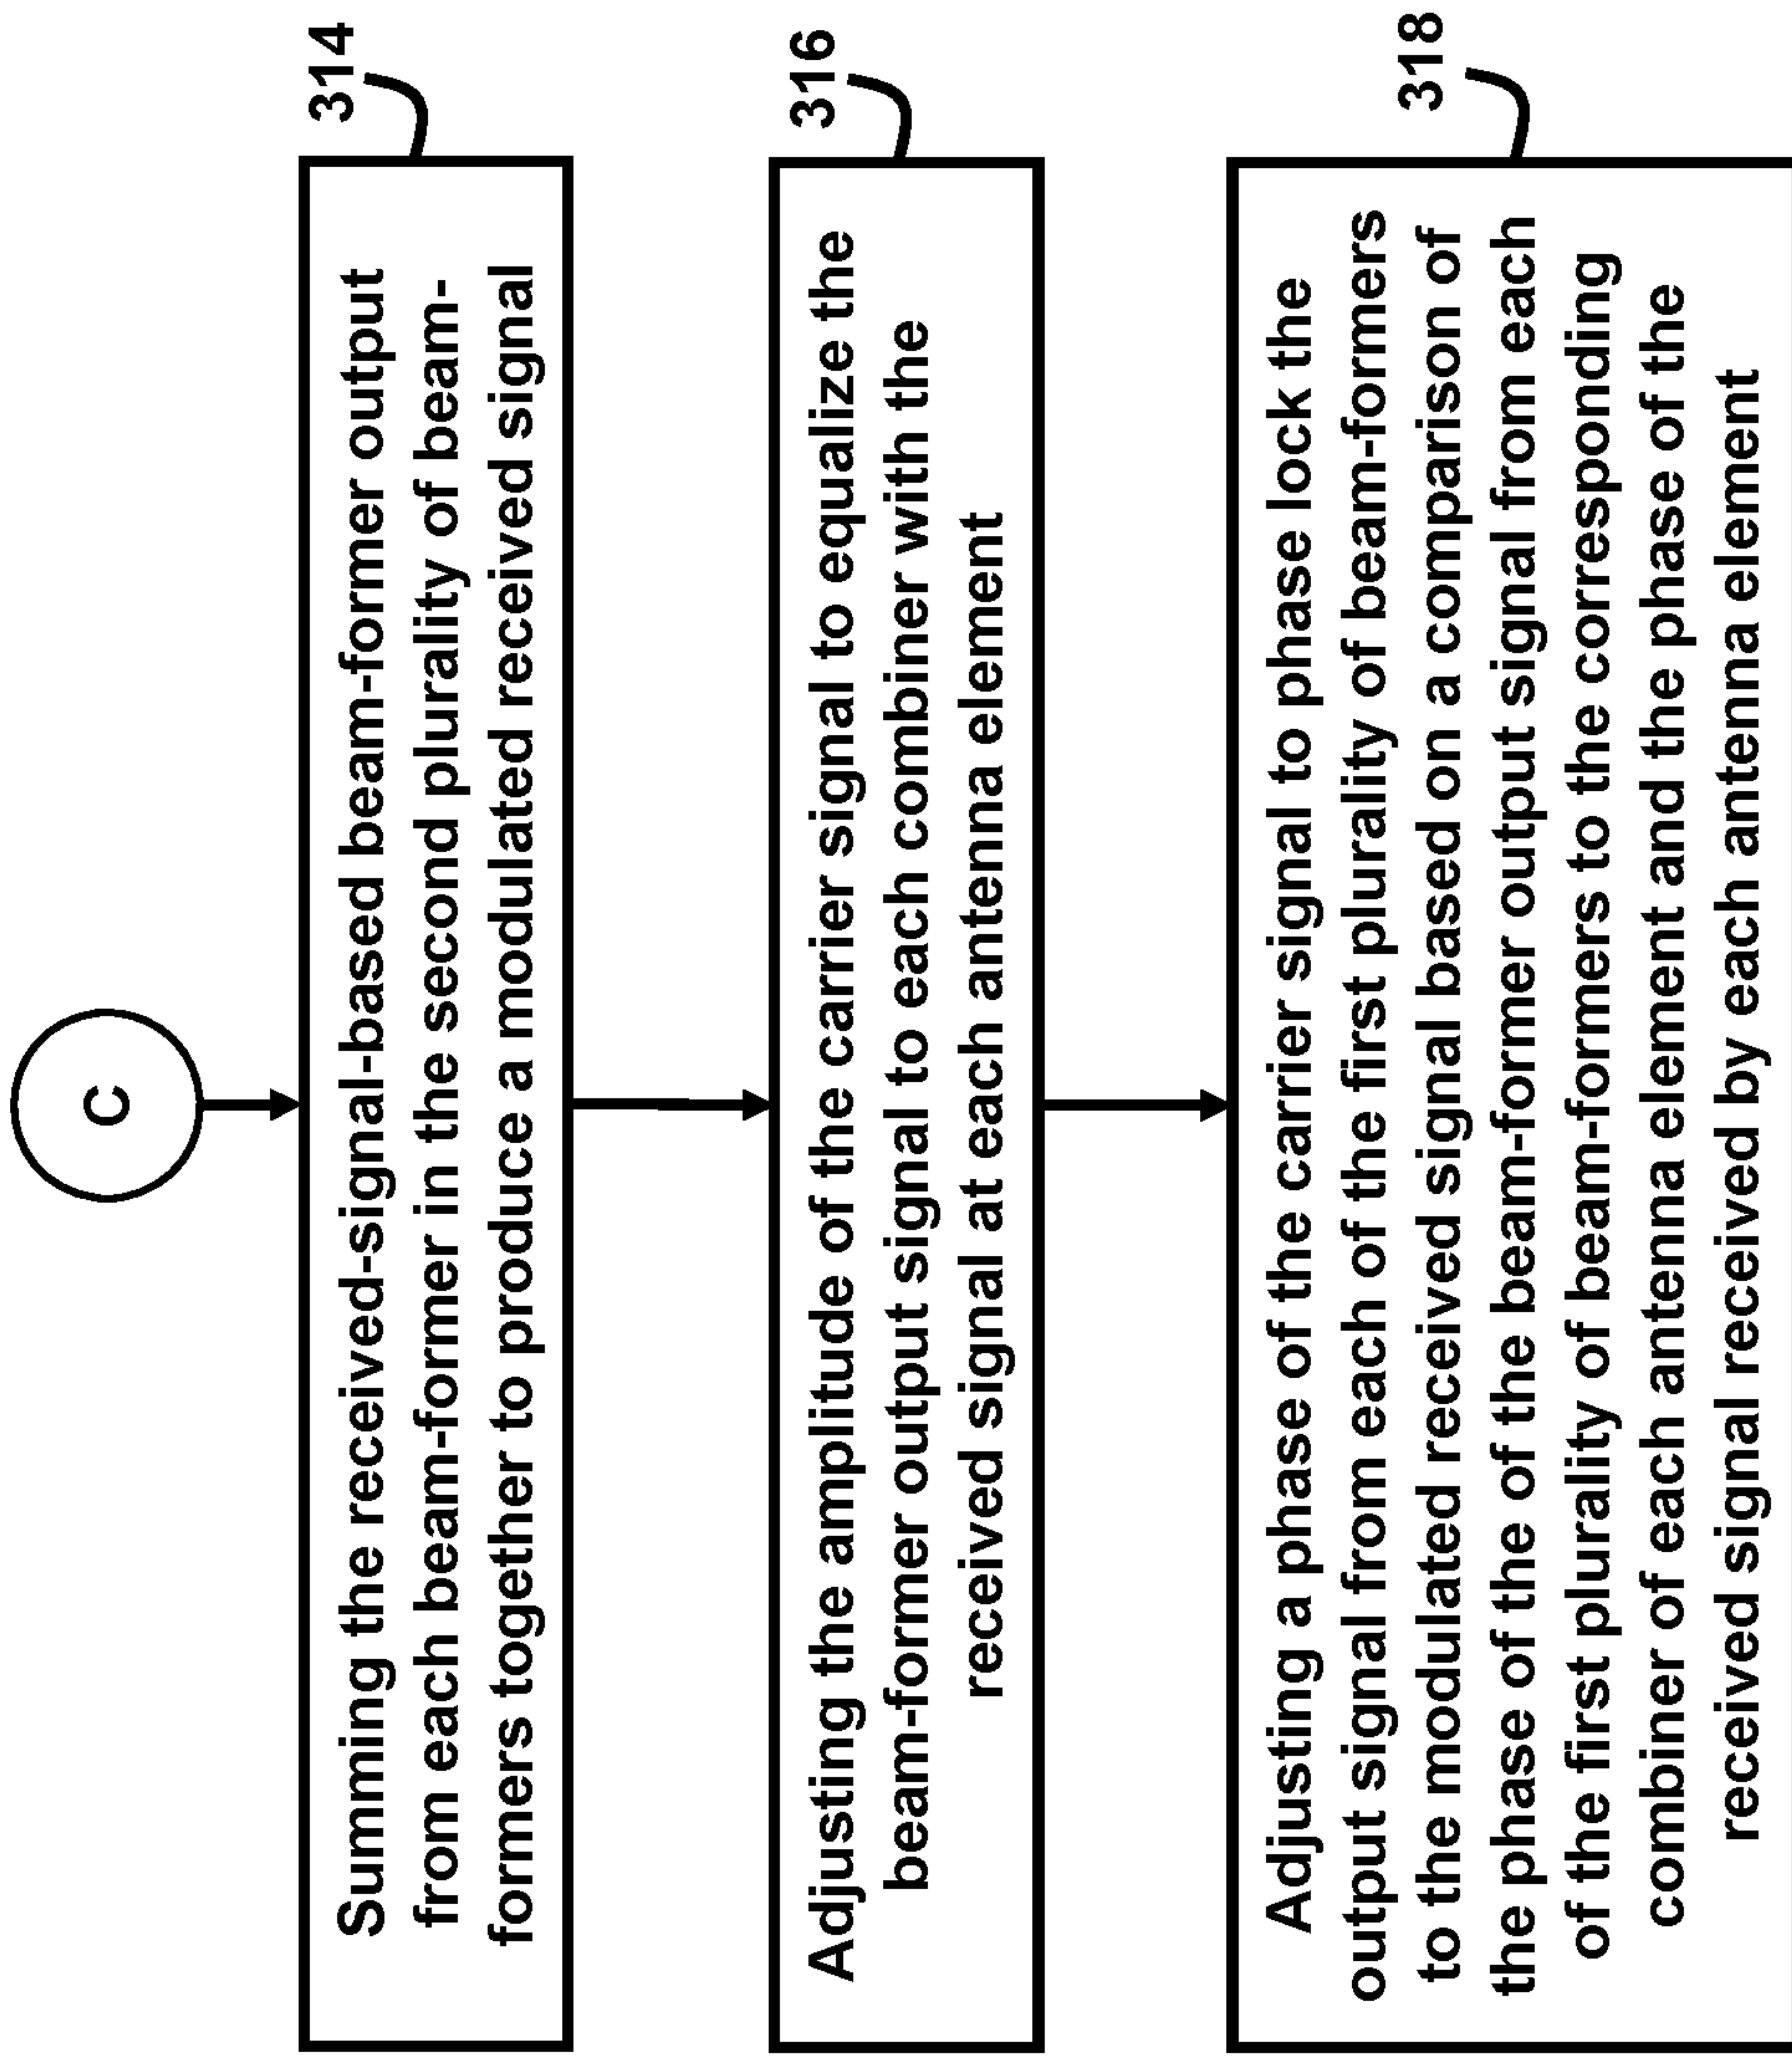 C
314
Summing the received-signal-based beam-former output
from each beam-former in the second plurality of beam-
formers together to produce a modulated received signal
316
Adjusting the amplitude of the carrier signal to equalize the
beam-former output signal to each combiner with the
received signal at each antenna element
318
Adjusting a phase of the carrier signal to phase lock the
output signal from each of the first plurality of beam-formers
to the modulated received signal based on a comparison of
the phase of the of the beam-former output signal from each
of the first plurality of beam-formers to the corresponding
combiner of each antenna element and the phase of the
received signal received by each antenna element